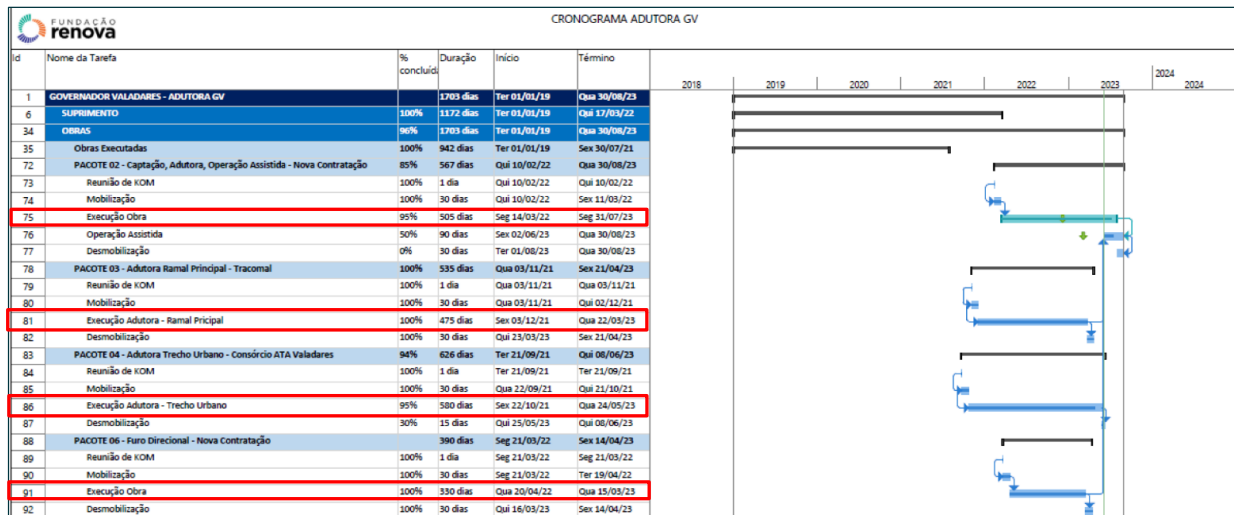 FUNDAÇÃO
renova
CRONOGRAMA ADUTORA GV
Id Nome da Tarefa % concluída Duração Início Término
2018 2019 2020 2021 2022 2023 2024 2024
1 GOVERNADOR VALADARES - ADUTORA GV 1703 dias Ter 01/01/19 Qua 30/08/23
6 SUPRIMENTO 100% 1172 dias Ter 01/01/19 Qui 17/03/22
34 OBRAS 96% 1703 dias Ter 01/01/19 Qua 30/08/23
35 Obras Executadas 100% 942 dias Ter 01/01/19 Sex 30/07/21
72 PACOTE 02 - Captação, Adutora, Operação Assistida - Nova Contratação 85% 567 dias Qui 10/02/22 Qua 30/08/23
73 Reunião de KOM 100% 1 dia Qui 10/02/22 Qui 10/02/22
74 Mobilização 100% 30 dias Qui 10/02/22 Sex 11/03/22
75 Execução Obra 95% 505 dias Seg 14/03/22 Seg 31/07/23
76 Operação Assistida 50% 90 dias Sex 02/06/23 Qua 30/08/23
77 Desmobilização 0% 30 dias Ter 01/08/23 Qua 30/08/23
78 PACOTE 03 - Adutora Ramal Principal - Tracomal 100% 535 dias Qua 03/11/21 Sex 21/04/23
79 Reunião de KOM 100% 1 dia Qua 03/11/21 Qua 03/11/21
80 Mobilização 100% 30 dias Qua 03/11/21 Qui 02/12/21
81 Execução Adutora - Ramal Pricipal 100% 475 dias Sex 03/12/21 Qua 22/03/23
82 Desmobilização 100% 30 dias Qui 23/03/23 Sex 21/04/23
83 PACOTE 04 - Adutora Trecho Urbano - Consórcio ATA Valadares 94% 626 dias Ter 21/09/21 Qui 08/06/23
84 Reunião de KOM 100% 1 dia Ter 21/09/21 Ter 21/09/21
85 Mobilização 100% 30 dias Qua 22/09/21 Qui 21/10/21
86 Execução Adutora - Trecho Urbano 95% 580 dias Sex 22/10/21 Qua 24/05/23
87 Desmobilização 30% 15 dias Qui 25/05/23 Qui 08/06/23
88 PACOTE 06 - Furo Direcional - Nova Contratação 390 dias Seg 21/03/22 Sex 14/04/23
89 Reunião de KOM 100% 1 dia Seg 21/03/22 Seg 21/03/22
90 Mobilização 100% 30 dias Seg 21/03/22 Ter 19/04/22
91 Execução Obra 100% 330 dias Qua 20/04/22 Qua 15/03/23
92 Desmobilização 100% 30 dias Qui 16/03/23 Sex 14/04/23